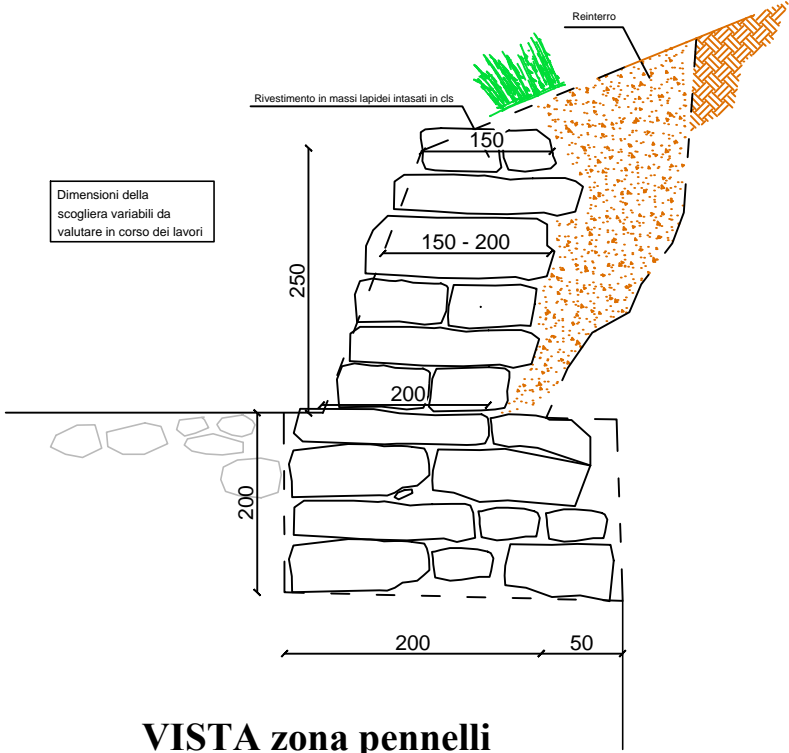 Reinterro
Rivestimento in massi lapidei intasati in cls
150
Dimensioni della
scogliera variabili da
valutare in corso dei lavori
150 - 200
250
200
200
200
50
VISTA zona pennelli